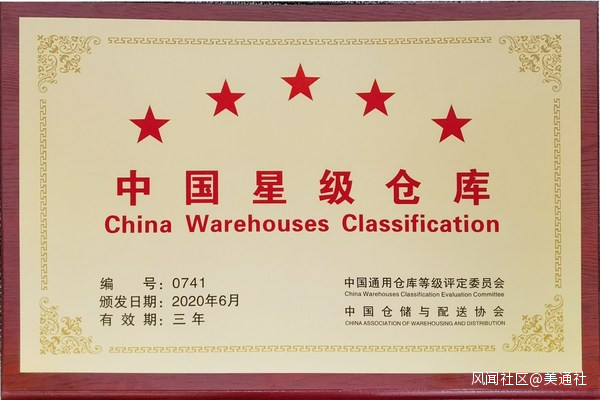 中国星级仓库
China Warehouses Classification
编 号：0741
颁发日期：2020年6月
有 效 期：三 年
中国通用仓库等级评定委员会
China Warehouses Classification Evaluation Committee
中国仓储与配送协会
CHINA ASSOCIATION OF WAREHOUSING AND DISTRIBUTION
风闻社区@美通社